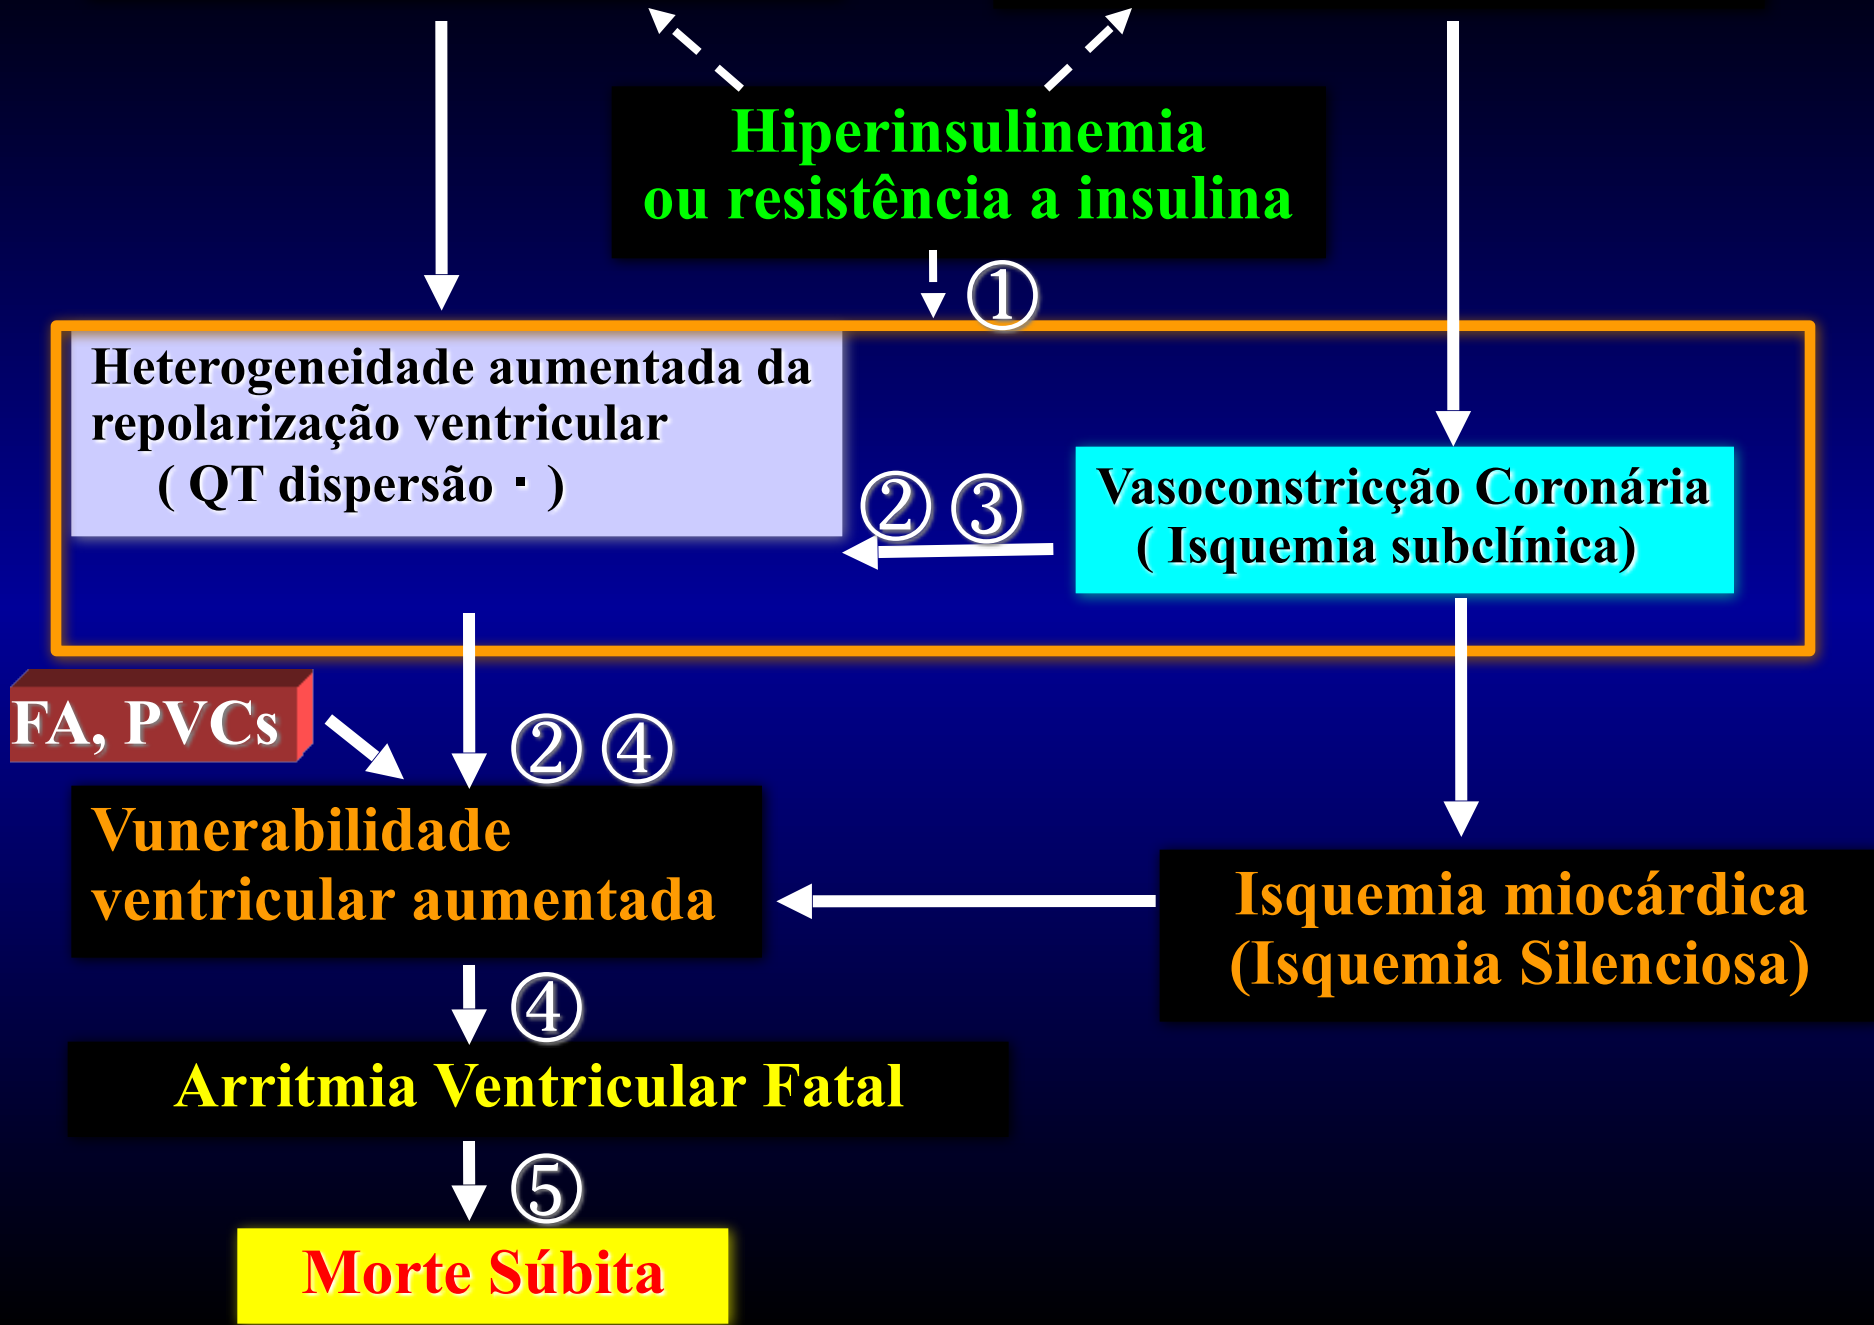 Hiperinsulinemia
ou resistência a insulina
①
Heterogeneidade aumentada da
repolarização ventricular
( QT dispersão ･ )
② ③
Vasoconstricção Coronária
( Isquemia subclínica)
FA, PVCs
② ④
Vunerabilidade
ventricular aumentada
Isquemia miocárdica
(Isquemia Silenciosa)
④
Arritmia Ventricular Fatal
⑤
Morte Súbita